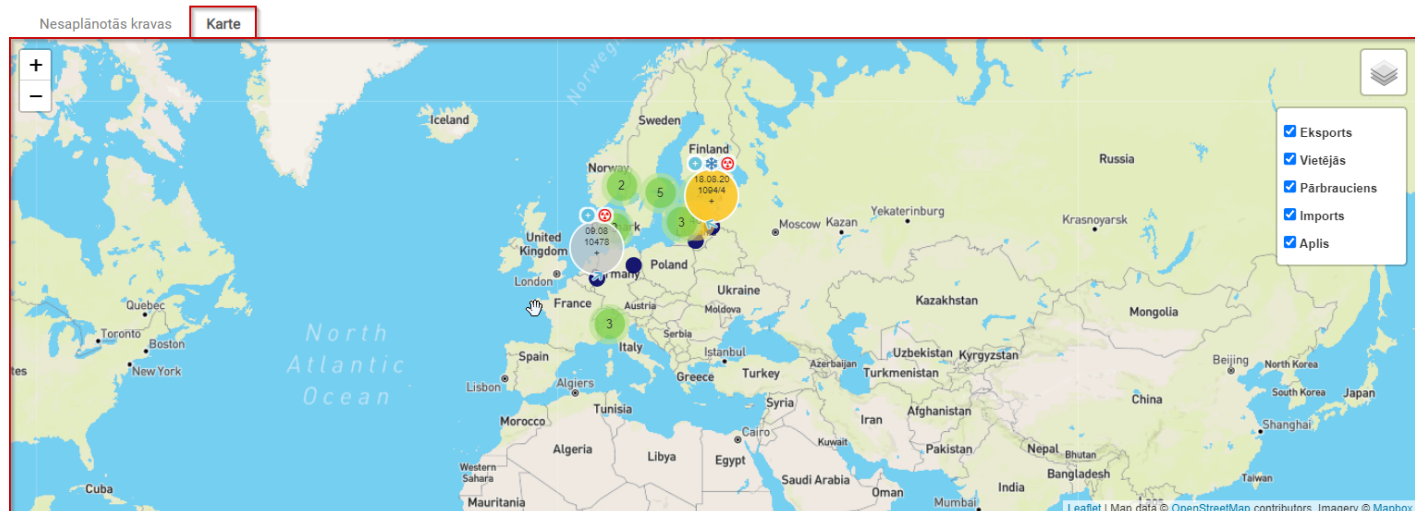 Nesaplānotās kravas
Karte
+
−
Norwegi
Iceland
Sweden
Finland
Norway
Russia
Eksports
Vietējās
Pārbrauciens
Imports
Aplis
18.08.20
1094/4
+
2
5
3
09.08
10478
+
United
Kingdom
London
Moscow
Kazan
Yekaterinburg
Krasnoyarsk
Poland
Ukraine
France
Austria
Moldova
Kazakhstan
Mongolia
Quebec
Toronto
Boston
New York
North
Atlantic
Ocean
3
Serbia
Italy
Spain
Istanbul
Azerbaijan
Uzbekistan
Kyrgyzstan
Turkmenistan
Beijing
North Korea
Lisbon
Algiers
Greece
Turkey
South Korea
Japan
China
Tunisia
Syria
Iran
Afghanistan
Morocco
Cairo
Kuwait
Shanghai
Algeria
Libya
Egypt
Pakistan
Nepal
Bhutan
Western
Sahara
Saudi Arabia
Bangladesh
Taiwan
Cuba
Oman
India
Mauritania
Mumbai
Laos
Leaflet | Map data © OpenStreetMap contributors, Imagery © Mapbox